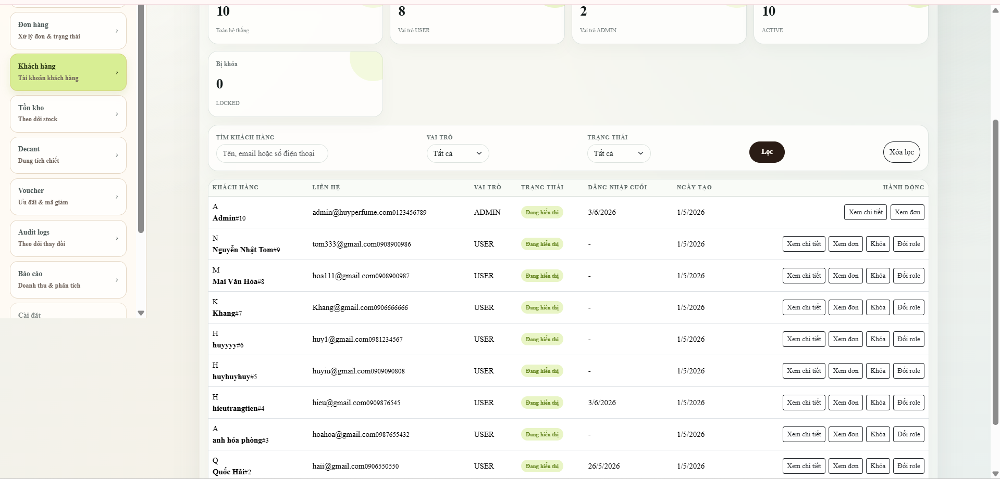 Đơn hàng
Xử lý đơn & trạng thái
›
Khách hàng
Tài khoản khách hàng
›
Tồn kho
Theo dõi stock
›
Decant
Dung tích chiết
›
Voucher
Ưu đãi & mã giảm
›
Audit logs
Theo dõi thay đổi
›
Báo cáo
Doanh thu & phân tích
›
Cài đặt
10
Toàn hệ thống
8
Vai trò USER
2
Vai trò ADMIN
10
ACTIVE
Bị khóa
0
LOCKED
TÌM KHÁCH HÀNG
Tên, email hoặc số điện thoại
VAI TRÒ
Tất cả
TRẠNG THÁI
Tất cả
Lọc
Xóa lọc
KHÁCH HÀNG LIÊN HỆ VAI TRÒ TRẠNG THÁI ĐĂNG NHẬP CUỐI NGÀY TẠO HÀNH ĐỘNG
A
Admin#10 admin@huyperfume.com0123456789 ADMIN Đang hiển thị 3/6/2026 1/5/2026 Xem chi tiết Xem đơn
N
Nguyễn Nhật Tom#9 tom333@gmail.com0908900986 USER Đang hiển thị - 1/5/2026 Xem chi tiết Xem đơn Khóa Đổi role
M
Mai Văn Hòa#8 hoa111@gmail.com0908900987 USER Đang hiển thị - 1/5/2026 Xem chi tiết Xem đơn Khóa Đổi role
K
Khang#7 Khang@gmail.com0906666666 USER Đang hiển thị - 1/5/2026 Xem chi tiết Xem đơn Khóa Đổi role
H
huyyyy#6 huy1@gmail.com0981234567 USER Đang hiển thị - 1/5/2026 Xem chi tiết Xem đơn Khóa Đổi role
H
huyhuyhuy#5 huyiu@gmail.com0909090808 USER Đang hiển thị - 1/5/2026 Xem chi tiết Xem đơn Khóa Đổi role
H
hieutrangtien#4 hieu@gmail.com0909876545 USER Đang hiển thị 3/6/2026 1/5/2026 Xem chi tiết Xem đơn Khóa Đổi role
A
anh hóa phòng#3 hoahoa@gmail.com0987655432 USER Đang hiển thị - 1/5/2026 Xem chi tiết Xem đơn Khóa Đổi role
Q
Quốc Hãi#2 haii@gmail.com0906550550 USER Đang hiển thị 26/5/2026 1/5/2026 Xem chi tiết Xem đơn Khóa Đổi role